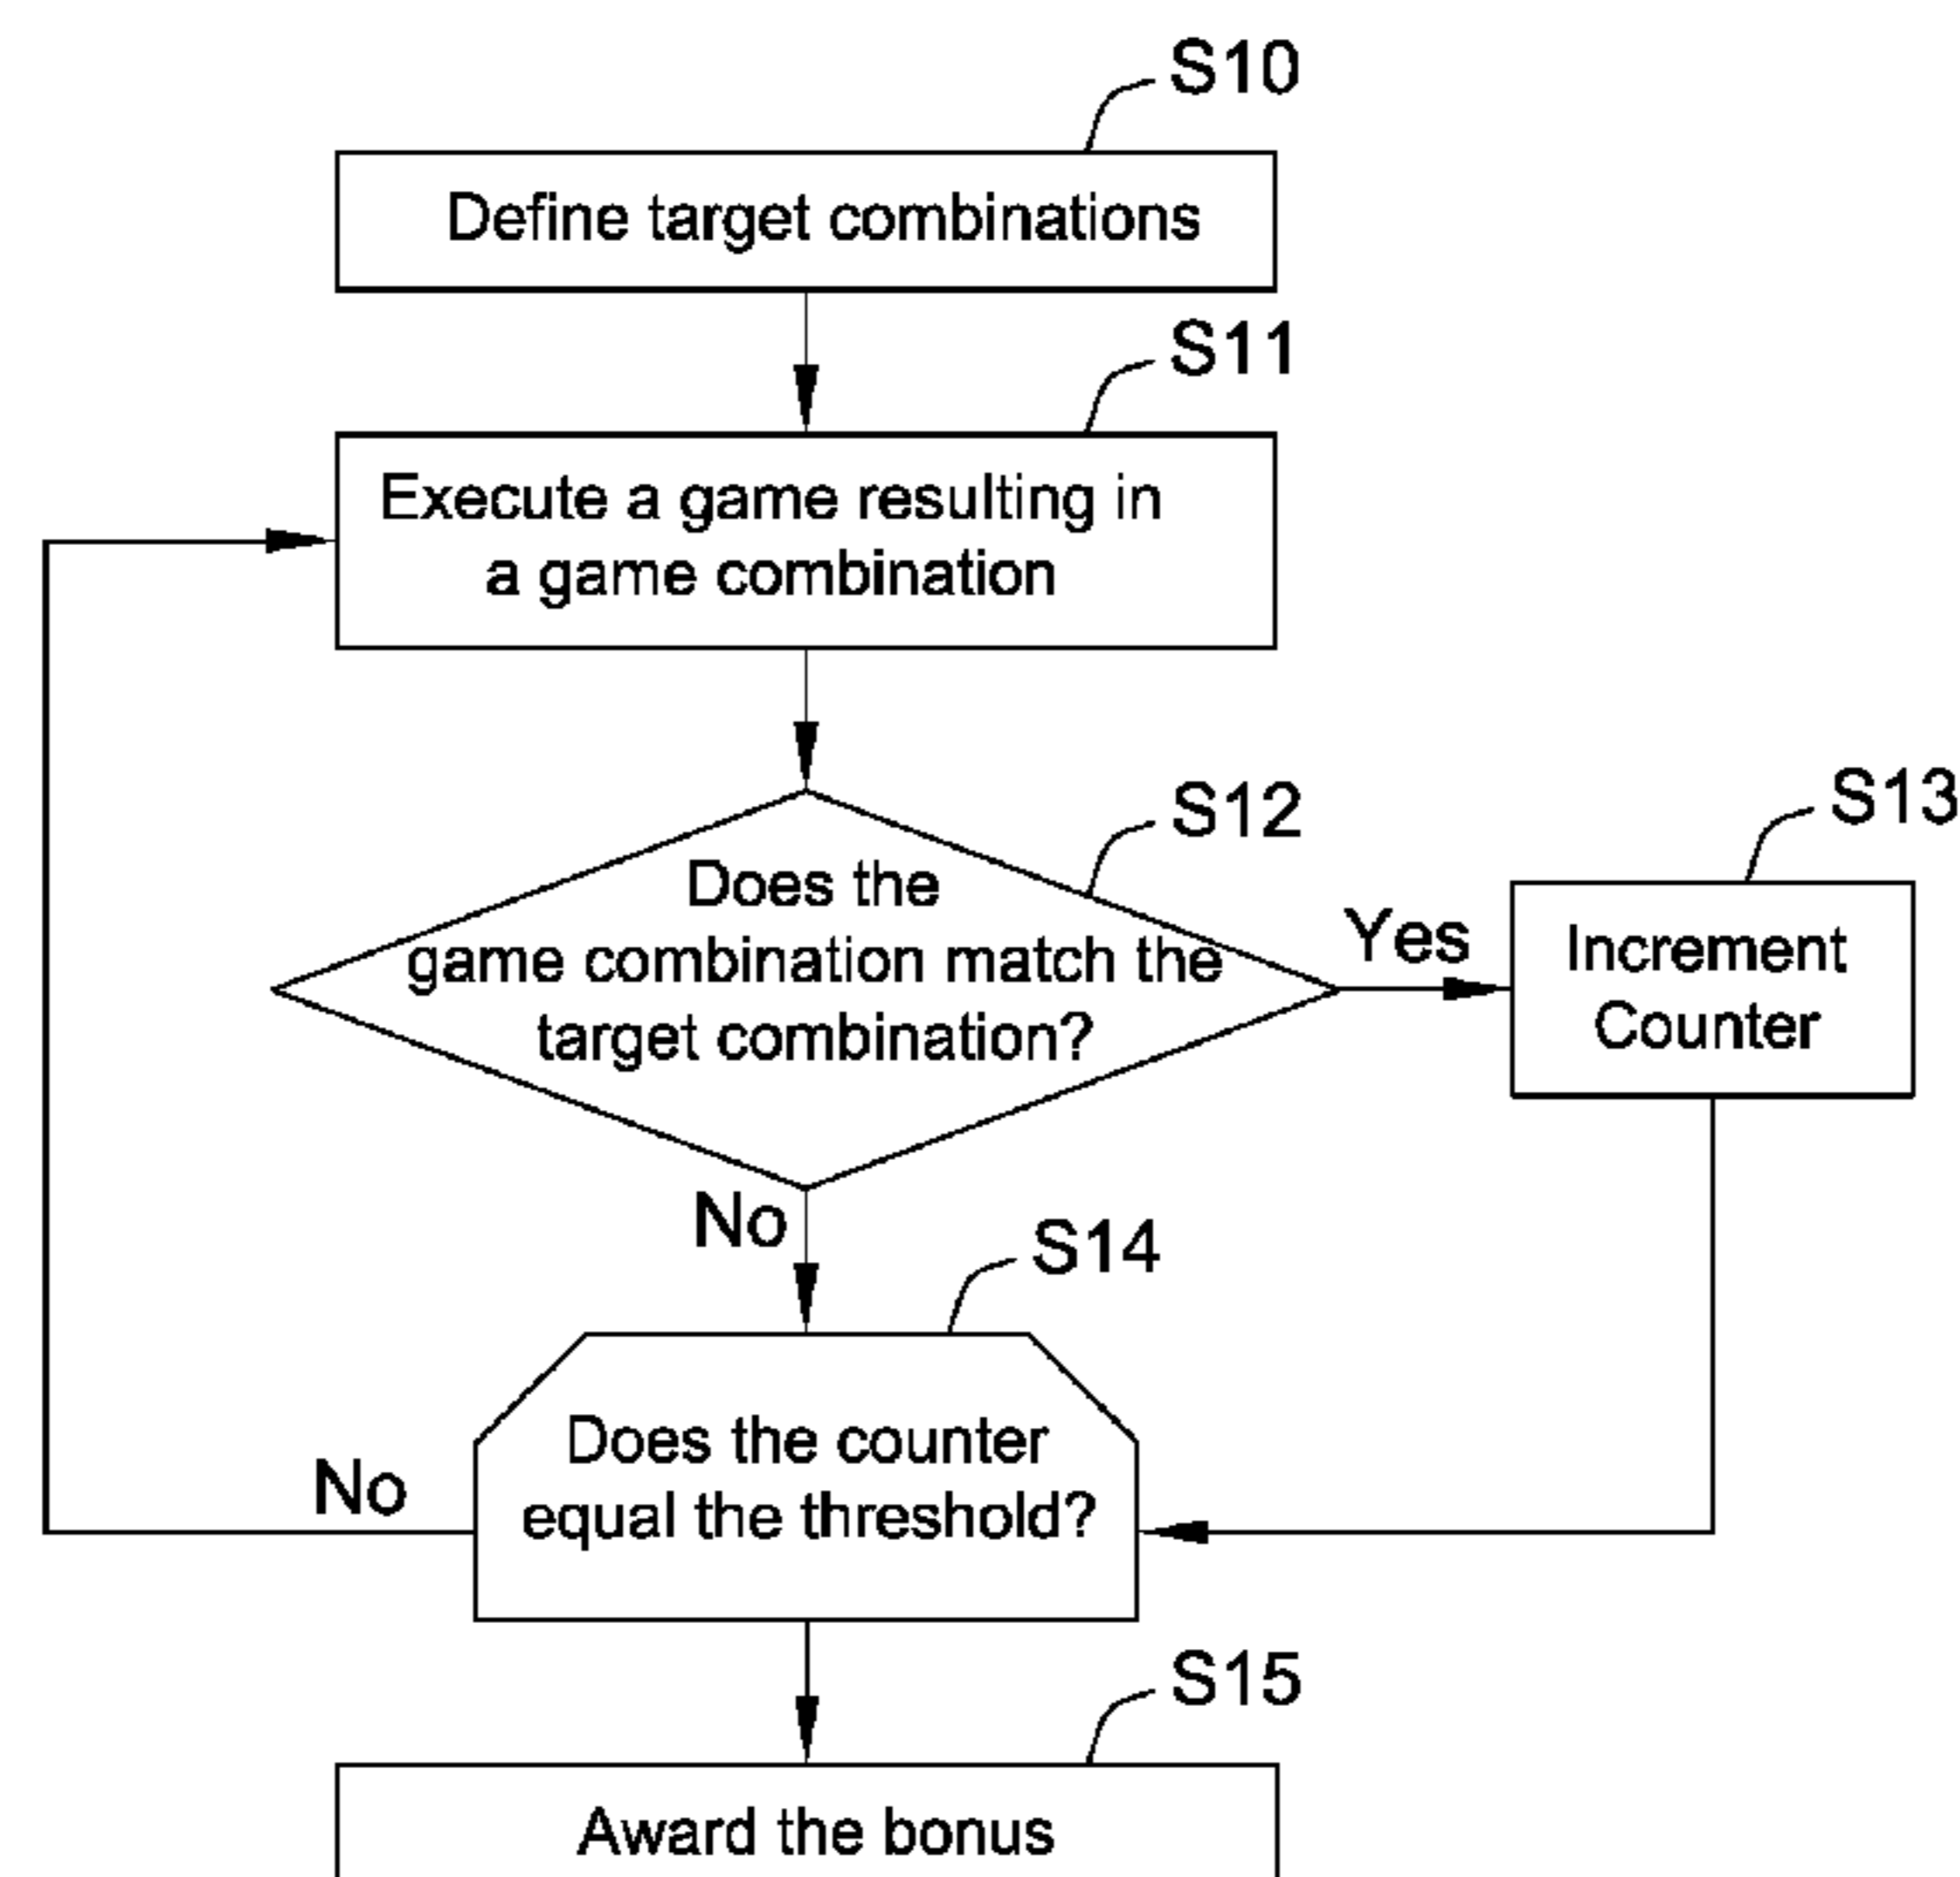 S10
Define target combinations
S11
Execute a game resulting in
a game combination
S12
Does the
game combination match the
target combination?
Yes
S13
Increment
Counter
No
S14
Does the counter
equal the threshold?
No
S15
Award the bonus